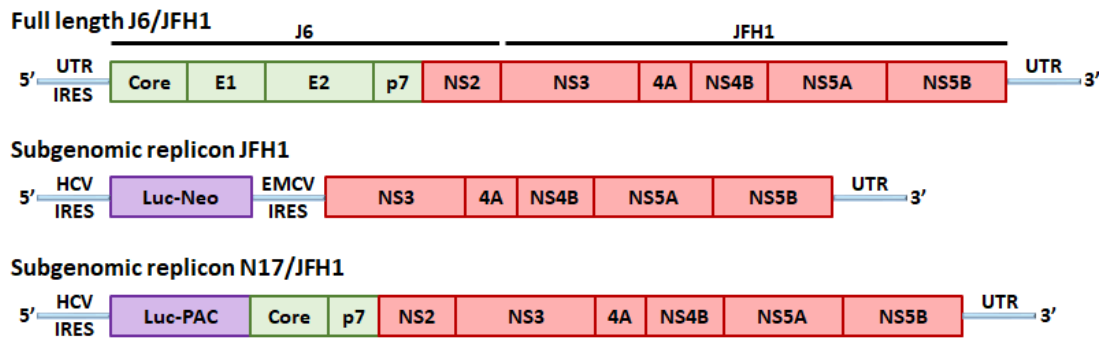 Full length J6/JFH1
J6 JFH1
5’ UTR IRES Core E1 E2 p7 NS2 NS3 4A NS4B NS5A NS5B UTR 3’
Subgenomic replicon JFH1
5’ HCV IRES Luc-Neo EMCV IRES NS3 4A NS4B NS5A NS5B UTR 3’
Subgenomic replicon N17/JFH1
5’ HCV IRES Luc-PAC Core p7 NS2 NS3 4A NS4B NS5A NS5B UTR 3’